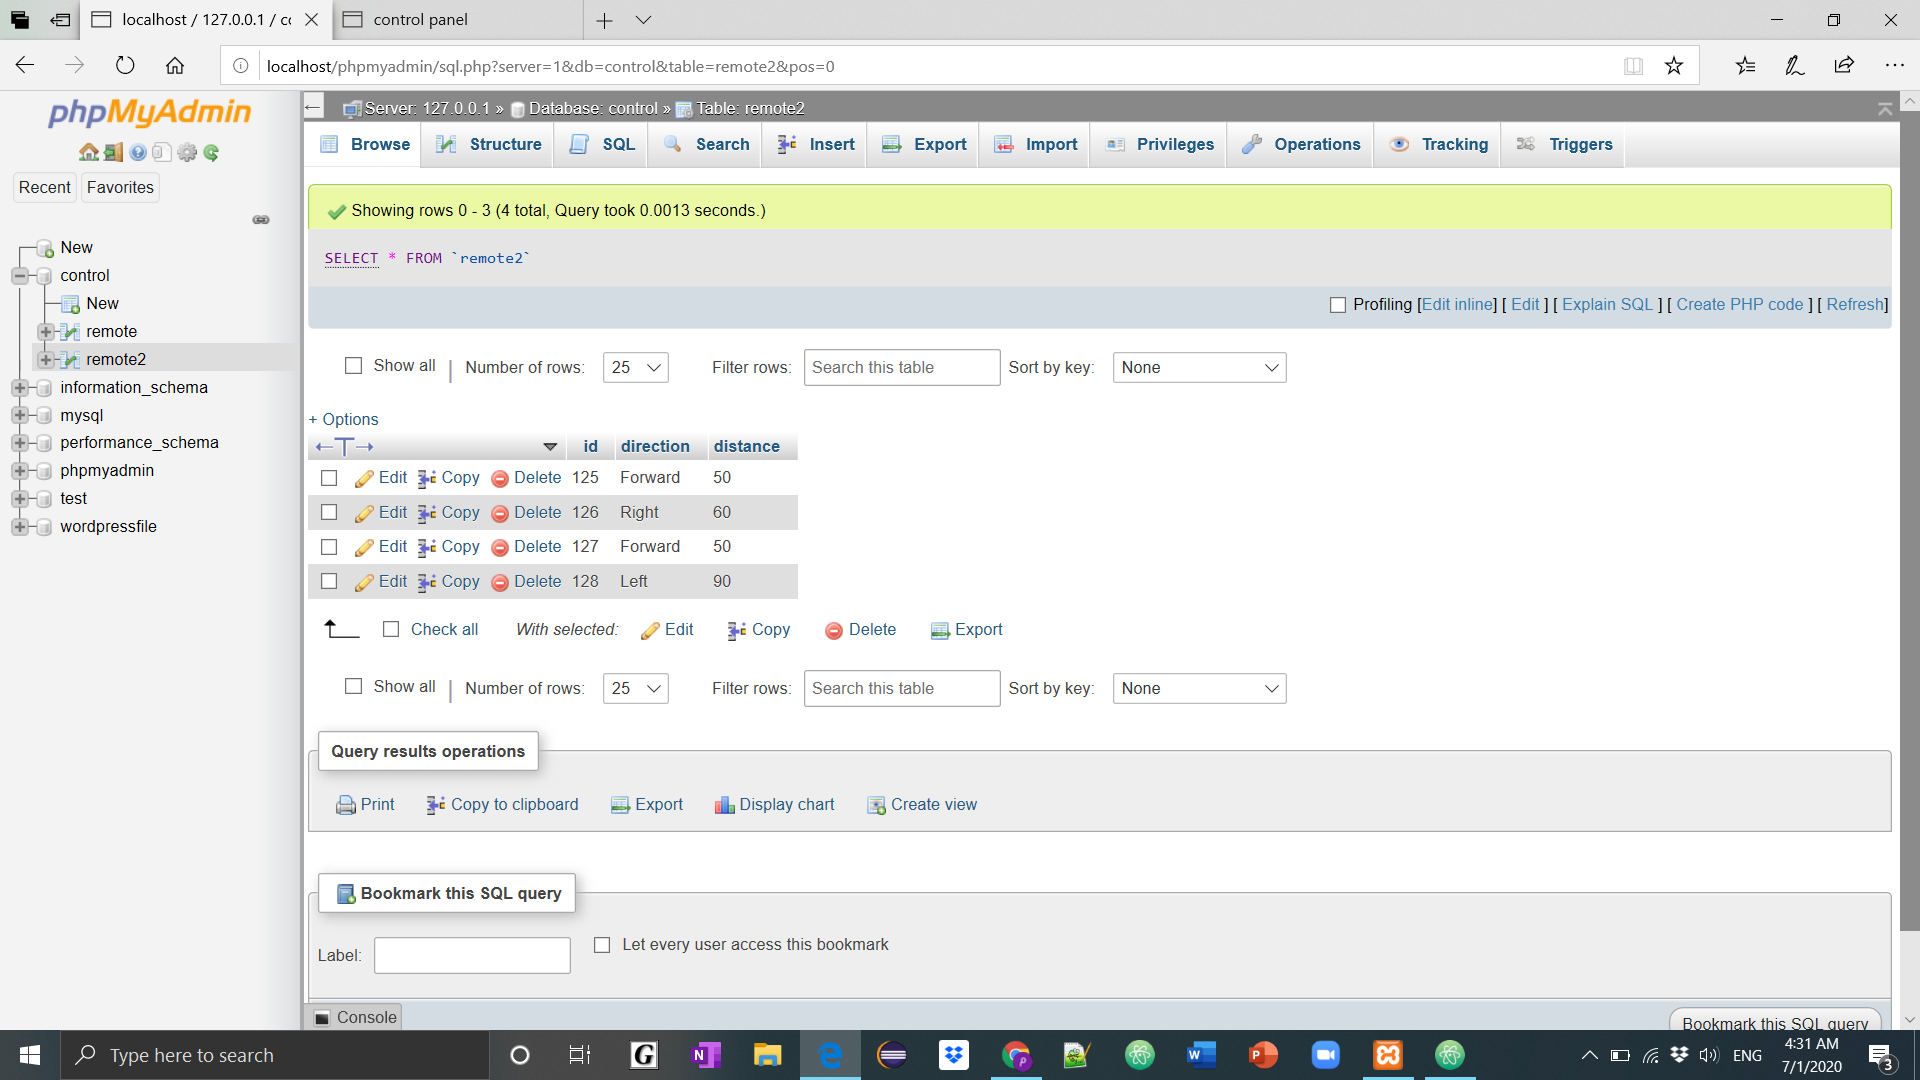 localhost / 127.0.0.1 / cc
control panel
localhost/phpmyadmin/sql.php?server=1&db=control&table=remote2&pos=0
phpMyAdmin
Recent Favorites
New
control
New
remote
remote2
information_schema
mysql
performance_schema
phpmyadmin
test
wordpressfile
Server: 127.0.0.1 » Database: control » Table: remote2
Browse Structure SQL Search Insert Export Import Privileges Operations Tracking Triggers
Showing rows 0 - 3 (4 total, Query took 0.0013 seconds.)
SELECT * FROM `remote2`
Profiling [Edit inline] [ Edit ] [ Explain SQL ] [ Create PHP code ] [ Refresh]
Show all | Number of rows: 25 Filter rows: Search this table Sort by key: None
+ Options
←T→ id direction distance
Edit Copy Delete 125 Forward 50
Edit Copy Delete 126 Right 60
Edit Copy Delete 127 Forward 50
Edit Copy Delete 128 Left 90
Check all With selected: Edit Copy Delete Export
Show all | Number of rows: 25 Filter rows: Search this table Sort by key: None
Query results operations
Print Copy to clipboard Export Display chart Create view
Bookmark this SQL query
Label: Let every user access this bookmark
Console
Bookmark this SQL query
Type here to search
ENG
4:31 AM
7/1/2020
3